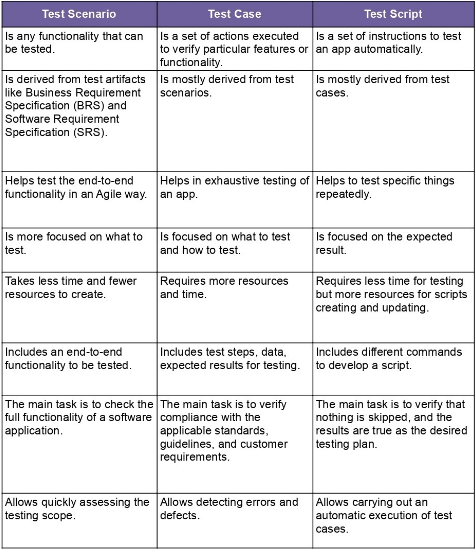 Test Scenario
Test Case
Test Script
Is any functionality that can
be tested.
Is a set of actions executed
to verify particular features or
functionality.
Is a set of instructions to test
an app automatically.
Is derived from test artifacts
like Business Requirement
Specification (BRS) and
Software Requirement
Specification (SRS).
Is mostly derived from test
scenarios.
Is mostly derived from test
cases.
Helps test the end-to-end
functionality in an Agile way.
Helps in exhaustive testing of
an app.
Helps to test specific things
repeatedly.
Is more focused on what to
test.
Is focused on what to test
and how to test.
Is focused on the expected
result.
Takes less time and fewer
resources to create.
Requires more resources
and time.
Requires less time for testing
but more resources for scripts
creating and updating.
Includes an end-to-end
functionality to be tested.
Includes test steps, data,
expected results for testing.
Includes different commands
to develop a script.
The main task is to check the
full functionality of a software
application.
The main task is to verify
compliance with the
applicable standards,
guidelines, and customer
requirements.
The main task is to verify that
nothing is skipped, and the
results are true as the desired
testing plan.
Allows quickly assessing the
testing scope.
Allows detecting errors and
defects.
Allows carrying out an
automatic execution of test
cases.